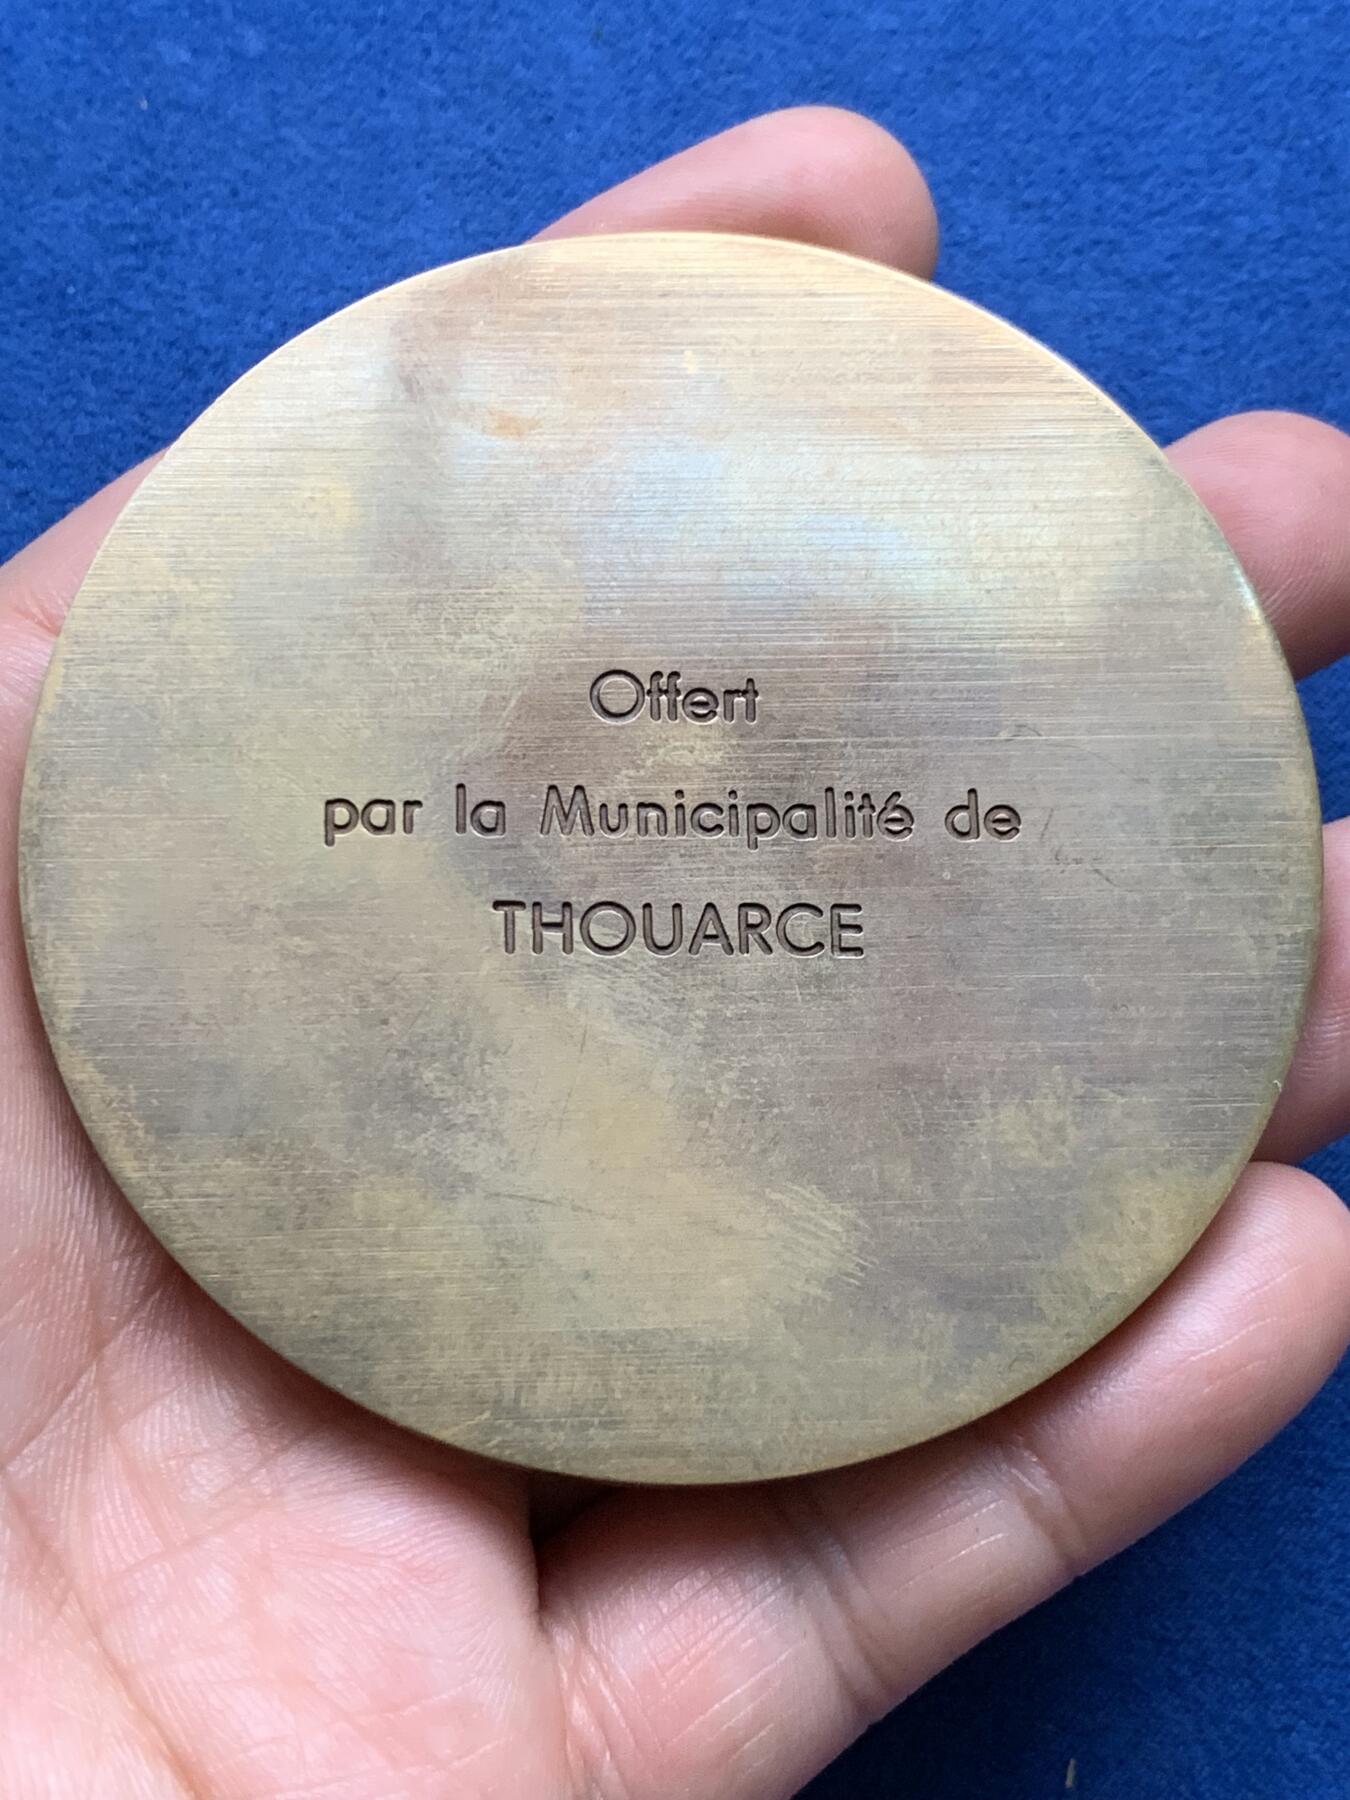 Offert
par la Municipalité de
THOUARCE